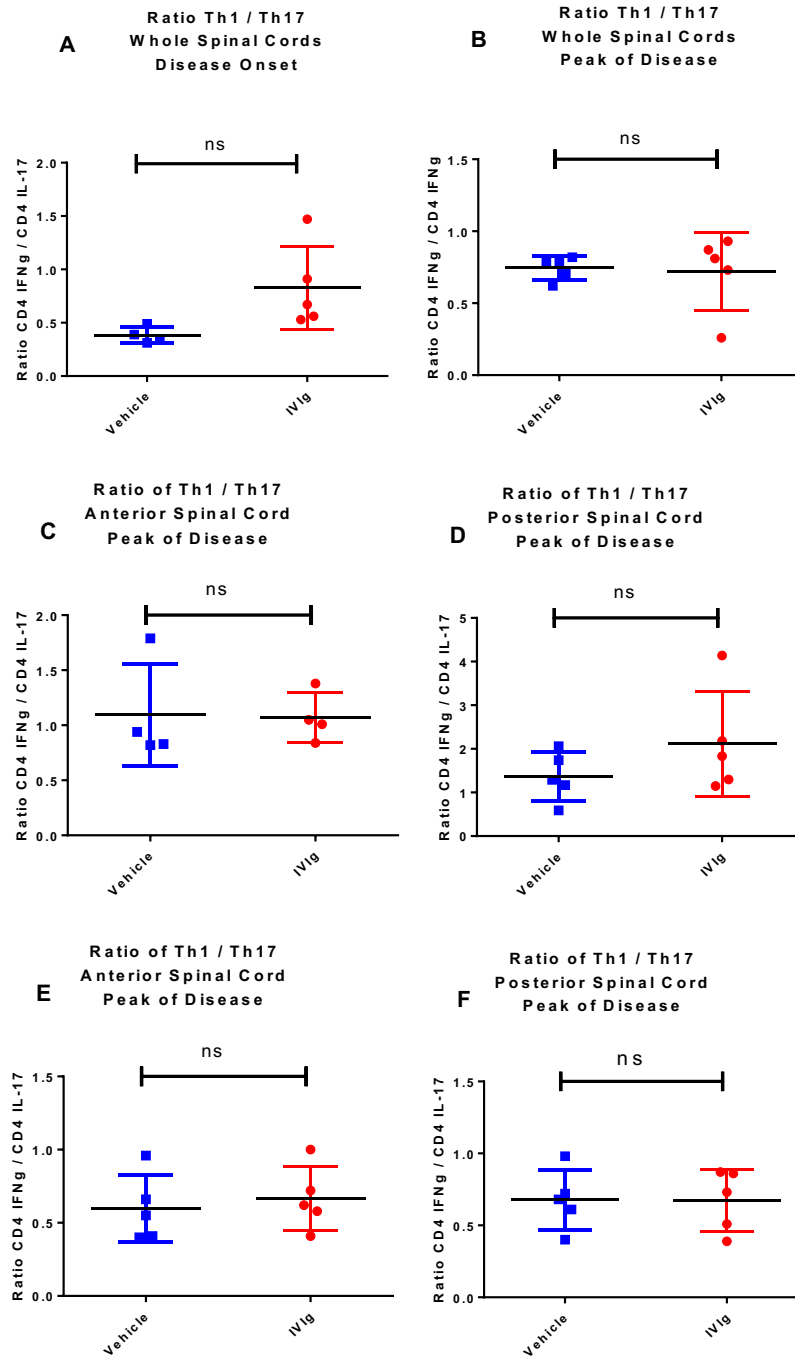 A
Ratio Th1 / Th17
Whole Spinal Cords
Disease Onset
ns
Ratio CD4 IFNg / CD4 IL-17
2.0
1.5
1.0
0.5
0.0
Vehicle
IVIg
B
Ratio Th1 / Th17
Whole Spinal Cords
Peak of Disease
ns
Ratio CD4 IFNg / CD4 IFNg
1.5
1.0
0.5
0.0
Vehicle
IVIg
C
Ratio of Th1 / Th17
Anterior Spinal Cord
Peak of Disease
ns
Ratio CD4 IFNg / CD4 IL-17
2.0
1.5
1.0
0.5
0.0
Vehicle
IVIg
D
Ratio of Th1 / Th17
Posterior Spinal Cord
Peak of Disease
ns
Ratio CD4 IFNg / CD4 IL-17
5
4
3
2
1
0
Vehicle
IVIg
E
Ratio of Th1 / Th17
Anterior Spinal Cord
Peak of Disease
ns
Ratio CD4 IFNg / CD4 IL-17
1.5
1.0
0.5
0.0
Vehicle
IVIg
F
Ratio of Th1 / Th17
Posterior Spinal Cord
Peak of Disease
ns
Ratio CD4 IFNg / CD4 IL-17
1.5
1.0
0.5
0.0
Vehicle
IVIg